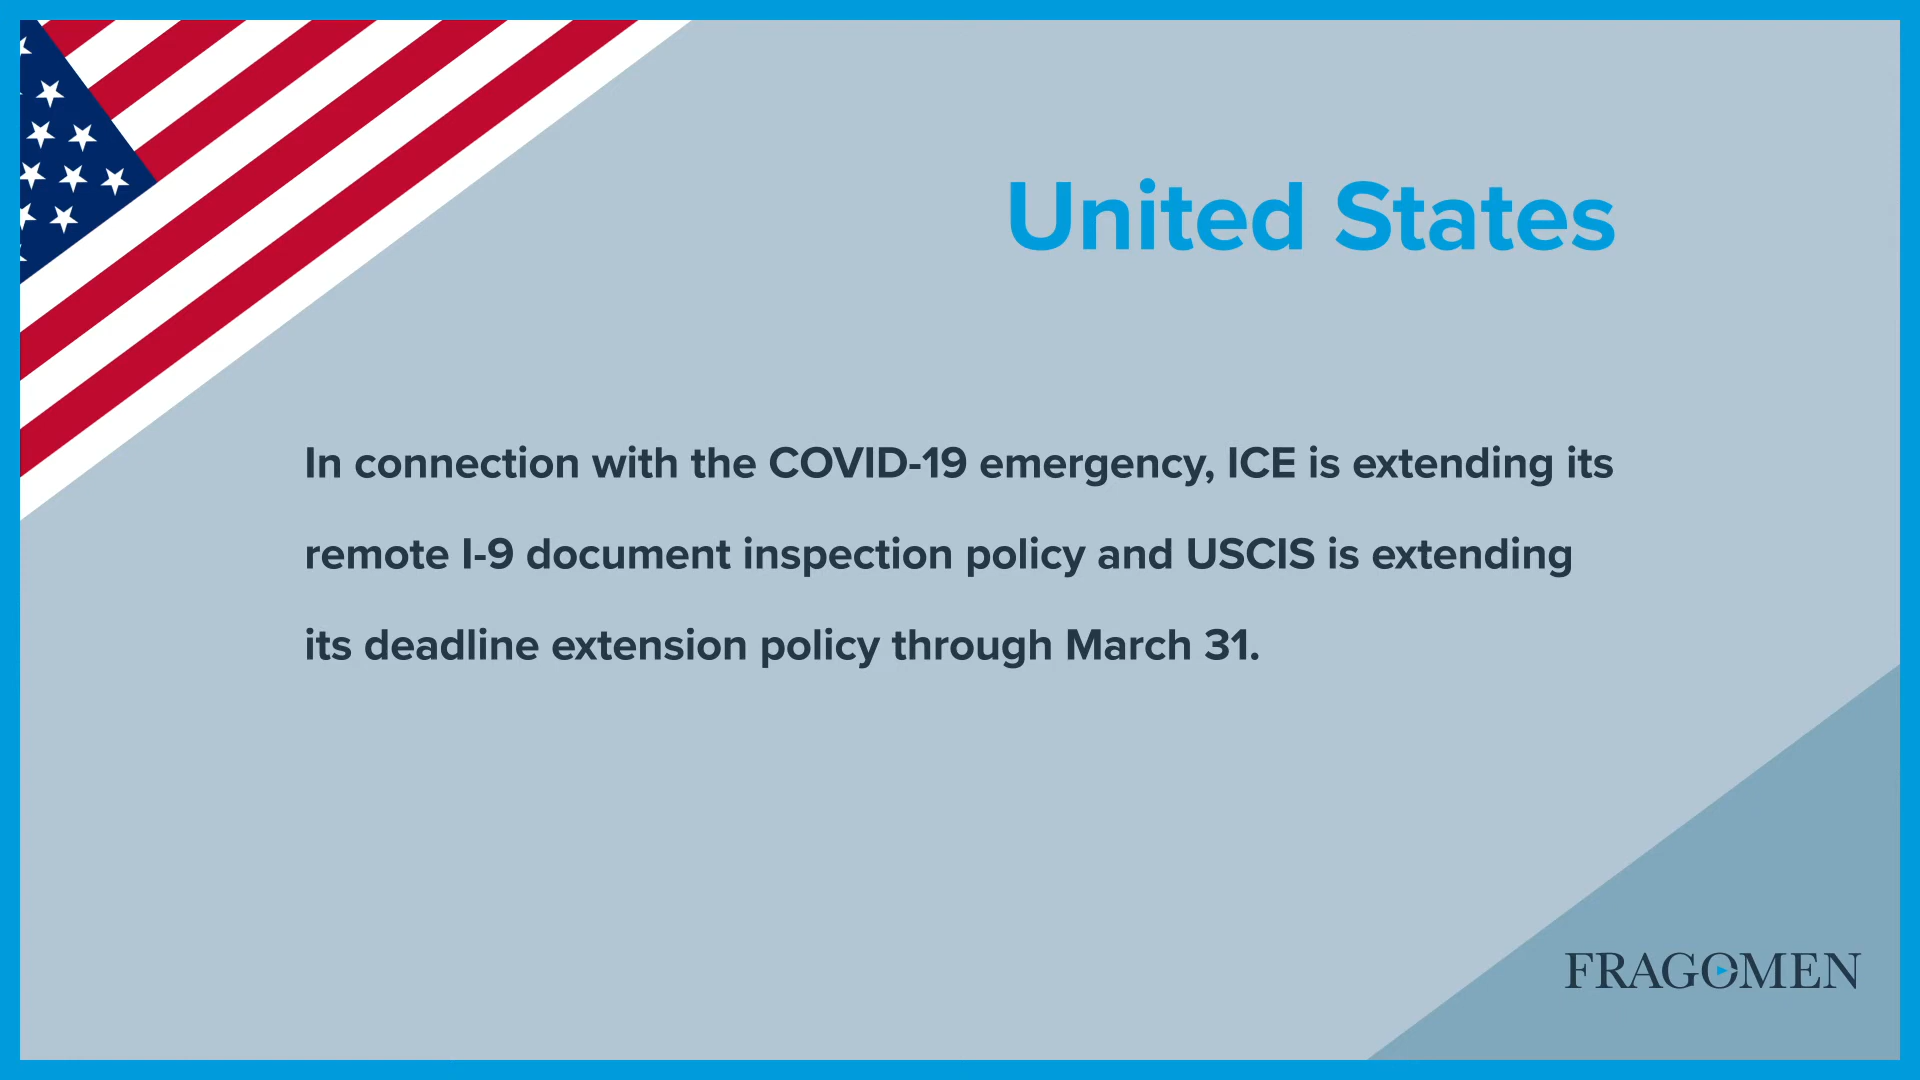 United States
In connection with the COVID-19 emergency, ICE is extending its
remote I-9 document inspection policy and USCIS is extending
its deadline extension policy through March 31.
FRAGOMEN